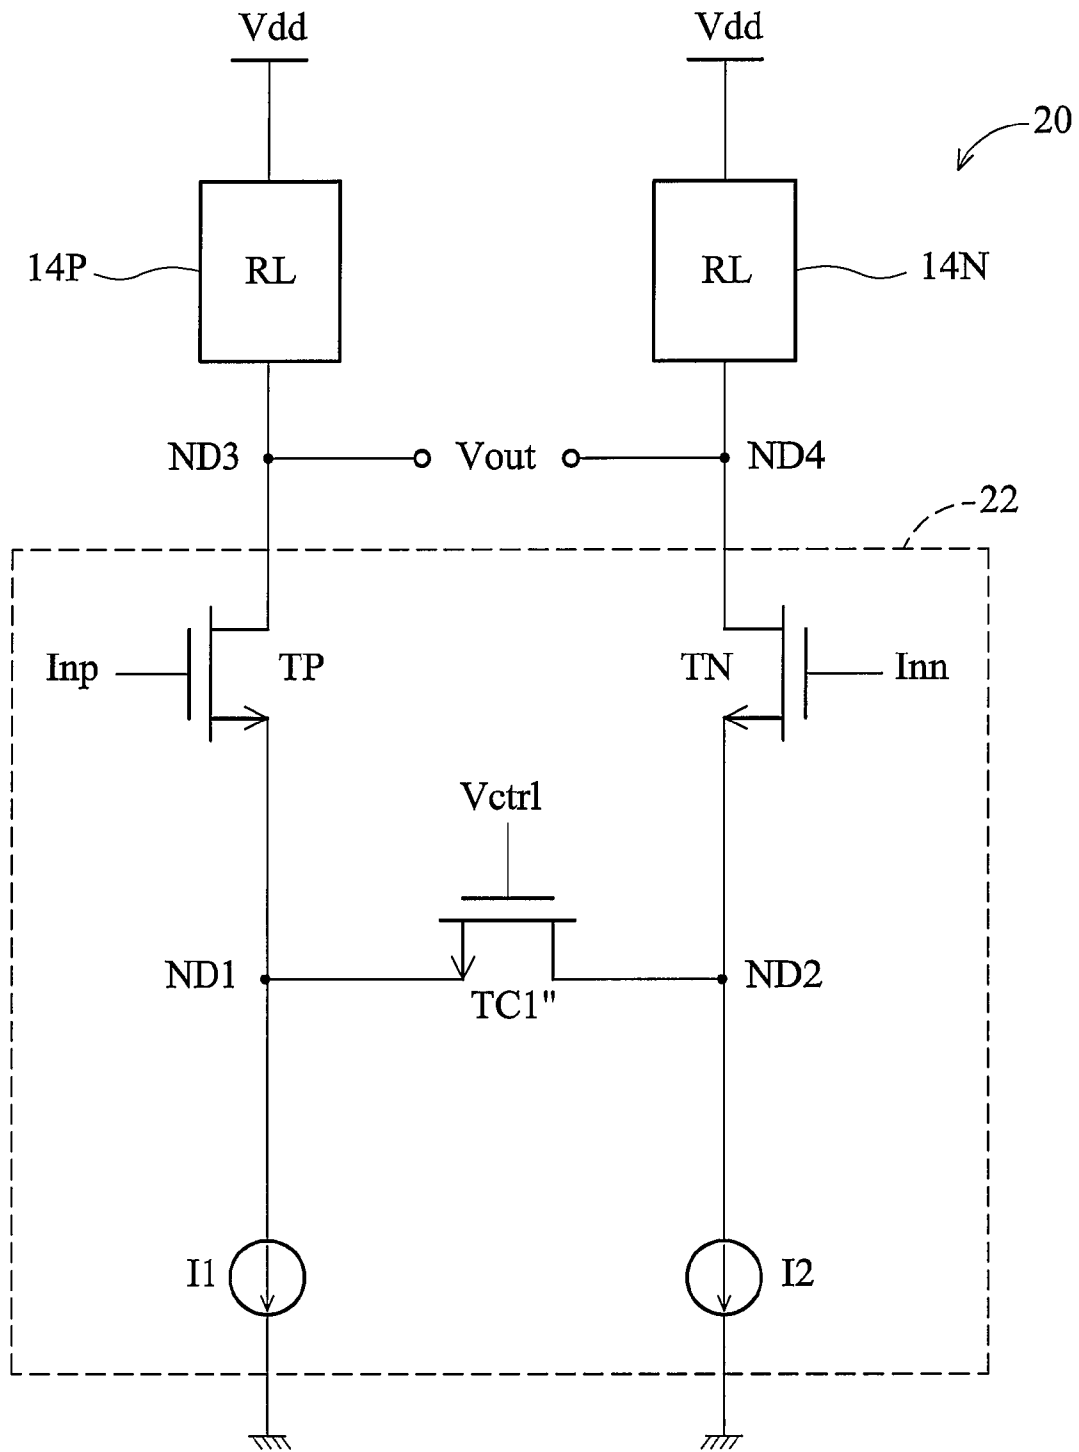 Vdd
Vdd
20
14P
RL
RL
14N
ND3
Vout
ND4
22
Inp
TP
TN
Inn
Vctrl
ND1
TC1"
ND2
I1
I2